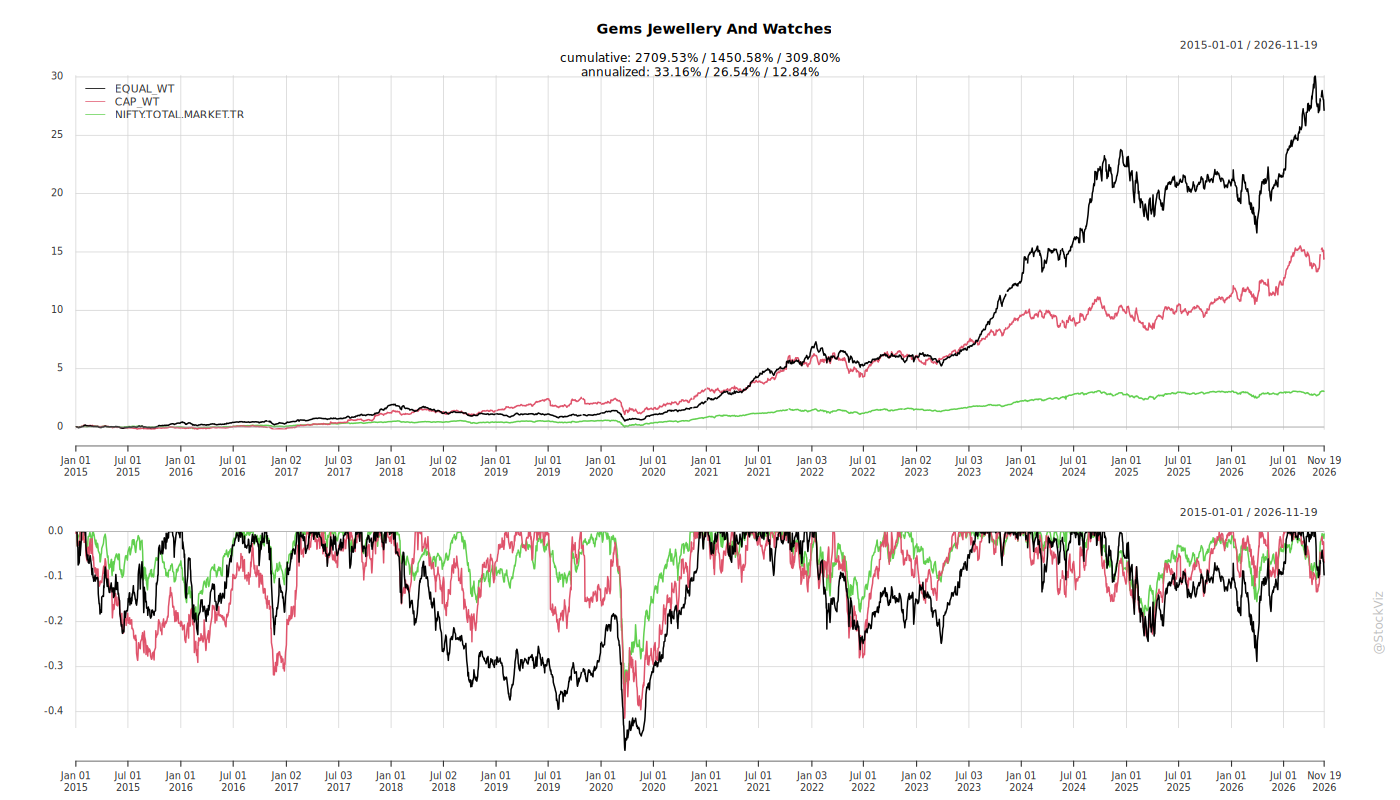 Gems Jewellery And Watches
2015-01-01 / 2026-11-19
cumulative: 2709.53% / 1450.58% / 309.80%
annualized: 33.16% / 26.54% / 12.84%
EQUAL_WT
CAP_WT
NIFTY.TOTAL.MARKET.TR
30
25
20
15
10
5
0
Jan 01 Jul 01 Jan 01 Jul 01 Jan 02 Jul 03 Jan 01 Jul 02 Jan 01 Jul 01 Jan 01 Jul 01 Jan 01 Jul 01 Jan 03 Jul 01 Jan 02 Jul 03 Jan 01 Jul 01 Jan 01 Jul 01 Jan 01 Jul 01 Nov 19
2015 2015 2016 2016 2017 2017 2018 2018 2019 2019 2020 2020 2021 2021 2022 2022 2023 2023 2024 2024 2025 2025 2026 2026 2026
2015-01-01 / 2026-11-19
0.0
-0.1
-0.2
-0.3
-0.4
Jan 01 Jul 01 Jan 01 Jul 01 Jan 02 Jul 03 Jan 01 Jul 02 Jan 01 Jul 01 Jan 01 Jul 01 Jan 01 Jul 01 Jan 03 Jul 01 Jan 02 Jul 03 Jan 01 Jul 01 Jan 01 Jul 01 Jan 01 Jul 01 Nov 19
2015 2015 2016 2016 2017 2017 2018 2018 2019 2019 2020 2020 2021 2021 2022 2022 2023 2023 2024 2024 2025 2025 2026 2026 2026
@StockViz